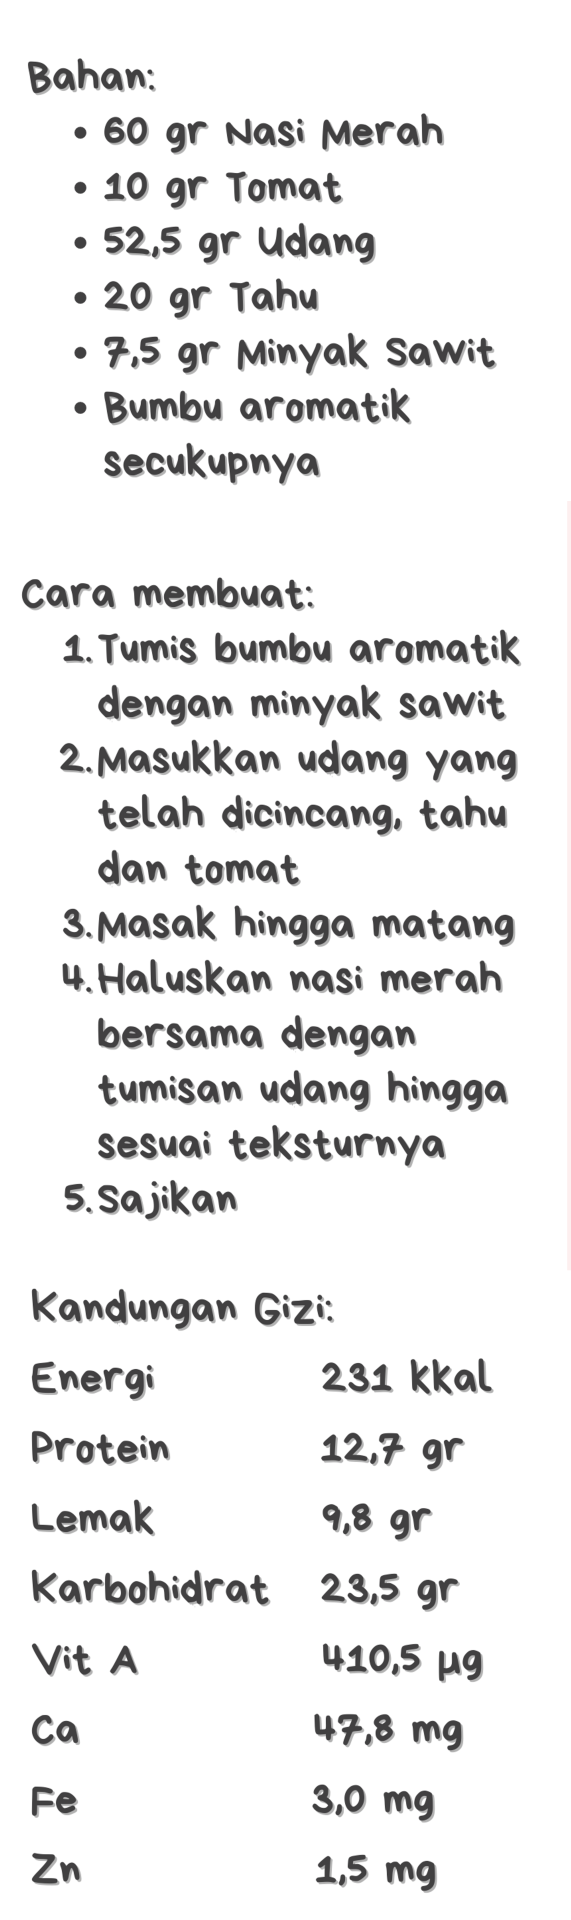 Bahan:
• 60 gr Nasi Merah
• 10 gr Tomat
• 52,5 gr Udang
• 20 gr Tahu
• 7,5 gr Minyak Sawit
• Bumbu aromatik
secukupnya
Cara membuat:
1. Tumis bumbu aromatik
dengan minyak sawit
2. Masukkan udang yang
telah dicincang, tahu
dan tomat
3. Masak hingga matang
4. Haluskan nasi merah
bersama dengan
tumisan udang hingga
sesuai teksturnya
5. Sajikan
Kandungan Gizi:
Energi 231 kkal
Protein 12,7 gr
Lemak 9,8 gr
Karbohidrat 23,5 gr
Vit A 410,5 µg
Ca 47,8 mg
Fe 3,0 mg
Zn 1,5 mg